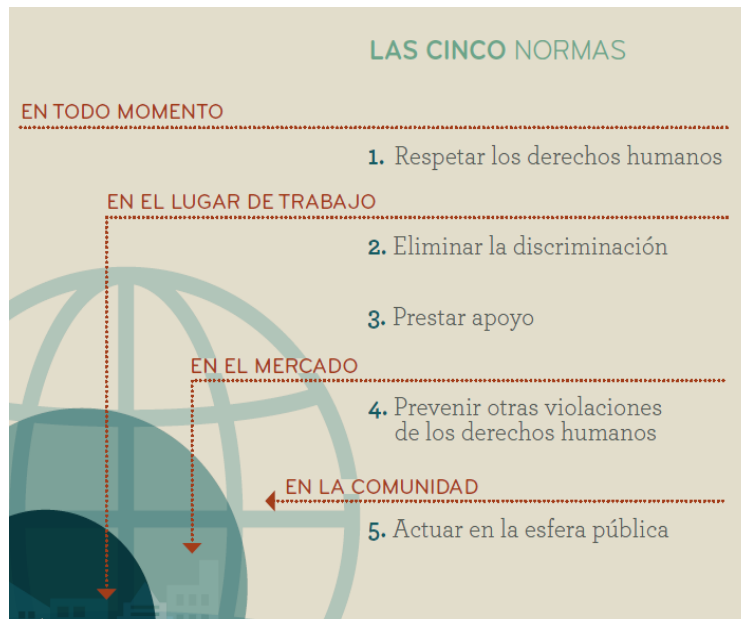 LAS CINCO NORMAS
EN TODO MOMENTO
1. Respetar los derechos humanos
EN EL LUGAR DE TRABAJO
2. Eliminar la discriminación
3. Prestar apoyo
EN EL MERCADO
4. Prevenir otras violaciones
de los derechos humanos
EN LA COMUNIDAD
5. Actuar en la esfera pública